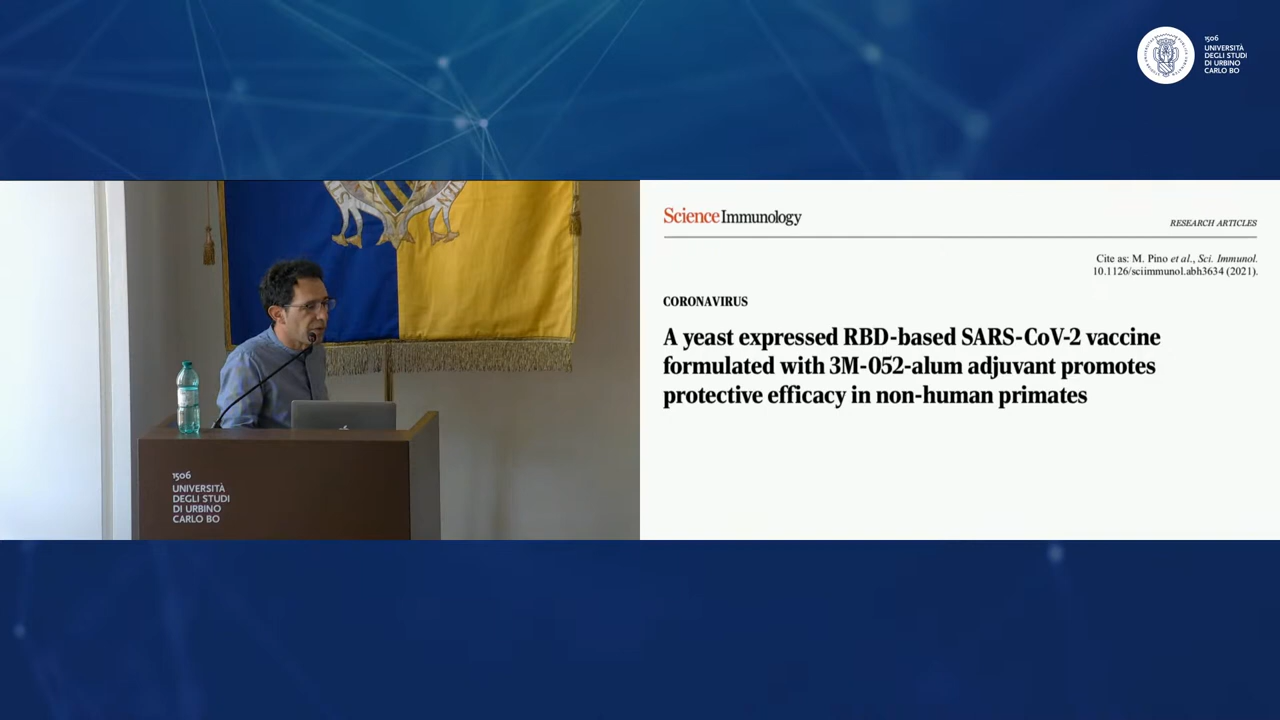 1506
UNIVERSITÀ
DEGLI STUDI
DI URBINO
CARLO BO
Science Immunology
RESEARCH ARTICLES
Cite as: M. Pino et al., Sci. Immunol.
10.1126/sciimmunol.abh3634 (2021).
CORONAVIRUS
A yeast expressed RBD-based SARS-CoV-2 vaccine
formulated with 3M-052-alum adjuvant promotes
protective efficacy in non-human primates
1506
UNIVERSITÀ
DEGLI STUDI
DI URBINO
CARLO BO